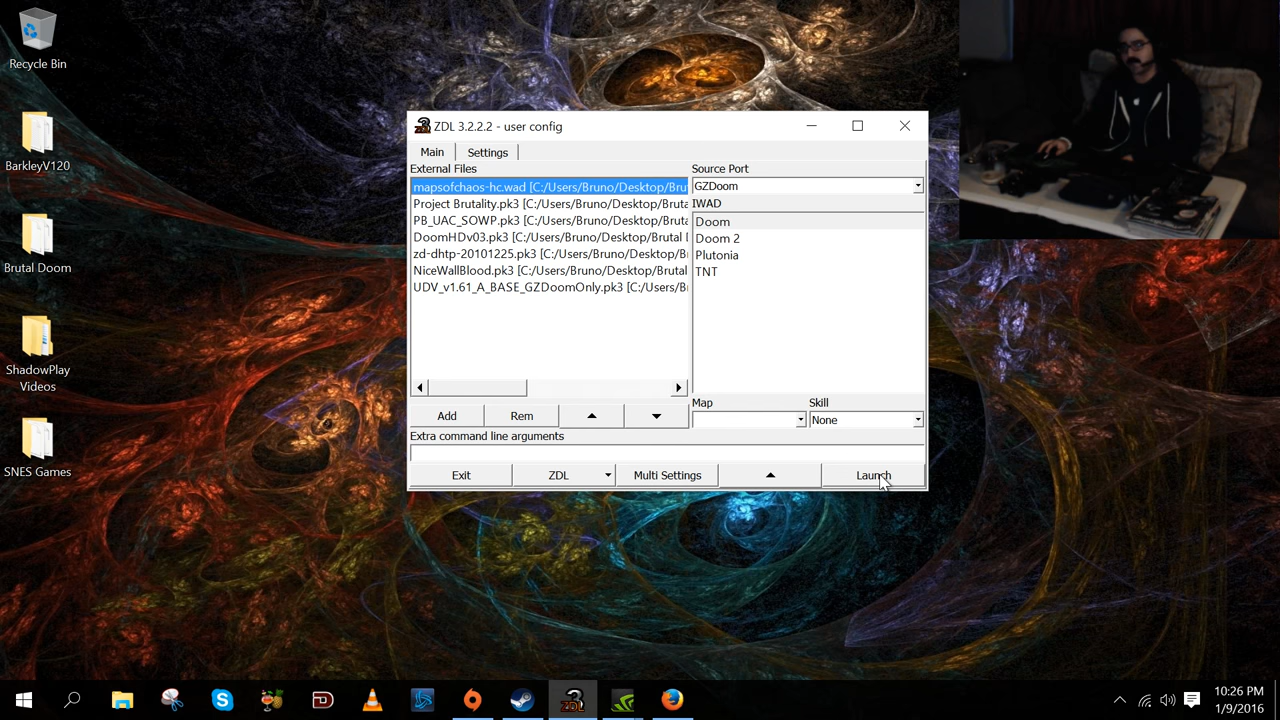 Recycle Bin
BarkleyV120
Brutal Doom
ShadowPlay
Videos
SNES Games
ZDL 3.2.2.2 - user config
Main
Settings
External Files
mapsofchaos-hc.wad [C:/Users/Bruno/Desktop/Bru
Project Brutality.pk3 [C:/Users/Bruno/Desktop/Bruta
PB_UAC_SOWP.pk3 [C:/Users/Bruno/Desktop/Bruta
DoomHDv03.pk3 [C:/Users/Bruno/Desktop/Brutal D
zd-dhtp-20101225.pk3 [C:/Users/Bruno/Desktop/B
NiceWallBlood.pk3 [C:/Users/Bruno/Desktop/Brutal
UDV_v1.61_A_BASE_GZDoomOnly.pk3 [C:/Users/B
Source Port
GZDoom
IWAD
Doom
Doom 2
Plutonia
TNT
Add
Rem
Map
Skill
None
Extra command line arguments
Exit
ZDL
Multi Settings
Launch
3
ZDL
10:26 PM
1/9/2016